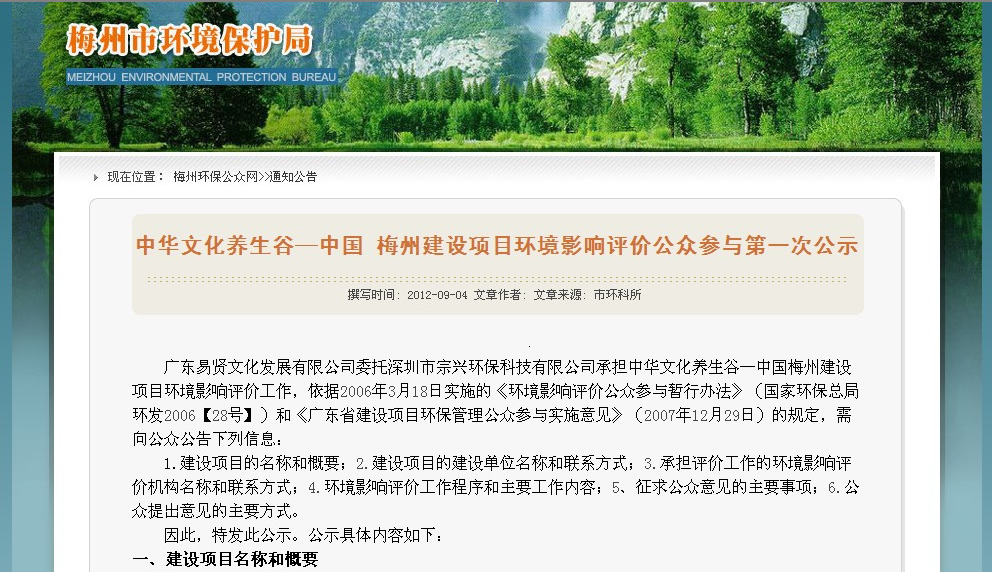 梅州市环境保护局
MEIZHOU ENVIRONMENTAL PROTECTION BUREAU
现在位置： 梅州环保公众网>>通知公告
中华文化养生谷—中国 梅州建设项目环境影响评价公众参与第一次公示
撰写时间: 2012-09-04 文章作者: 文章来源: 市环科所
.
广东易贤文化发展有限公司委托深圳市宗兴环保科技有限公司承担中华文化养生谷—中国梅州建设
项目环境影响评价工作，依据2006年3月18日实施的《环境影响评价公众参与暂行办法》（国家环保总局
环发2006【28号】）和《广东省建设项目环保管理公众参与实施意见》（2007年12月29日）的规定，需
向公众公告下列信息：
1.建设项目的名称和概要；2.建设项目的建设单位名称和联系方式；3.承担评价工作的环境影响评
价机构名称和联系方式；4.环境影响评价工作程序和主要工作内容；5、征求公众意见的主要事项；6.公
众提出意见的主要方式。
因此，特发此公示。公示具体内容如下：
一、建设项目名称和概要